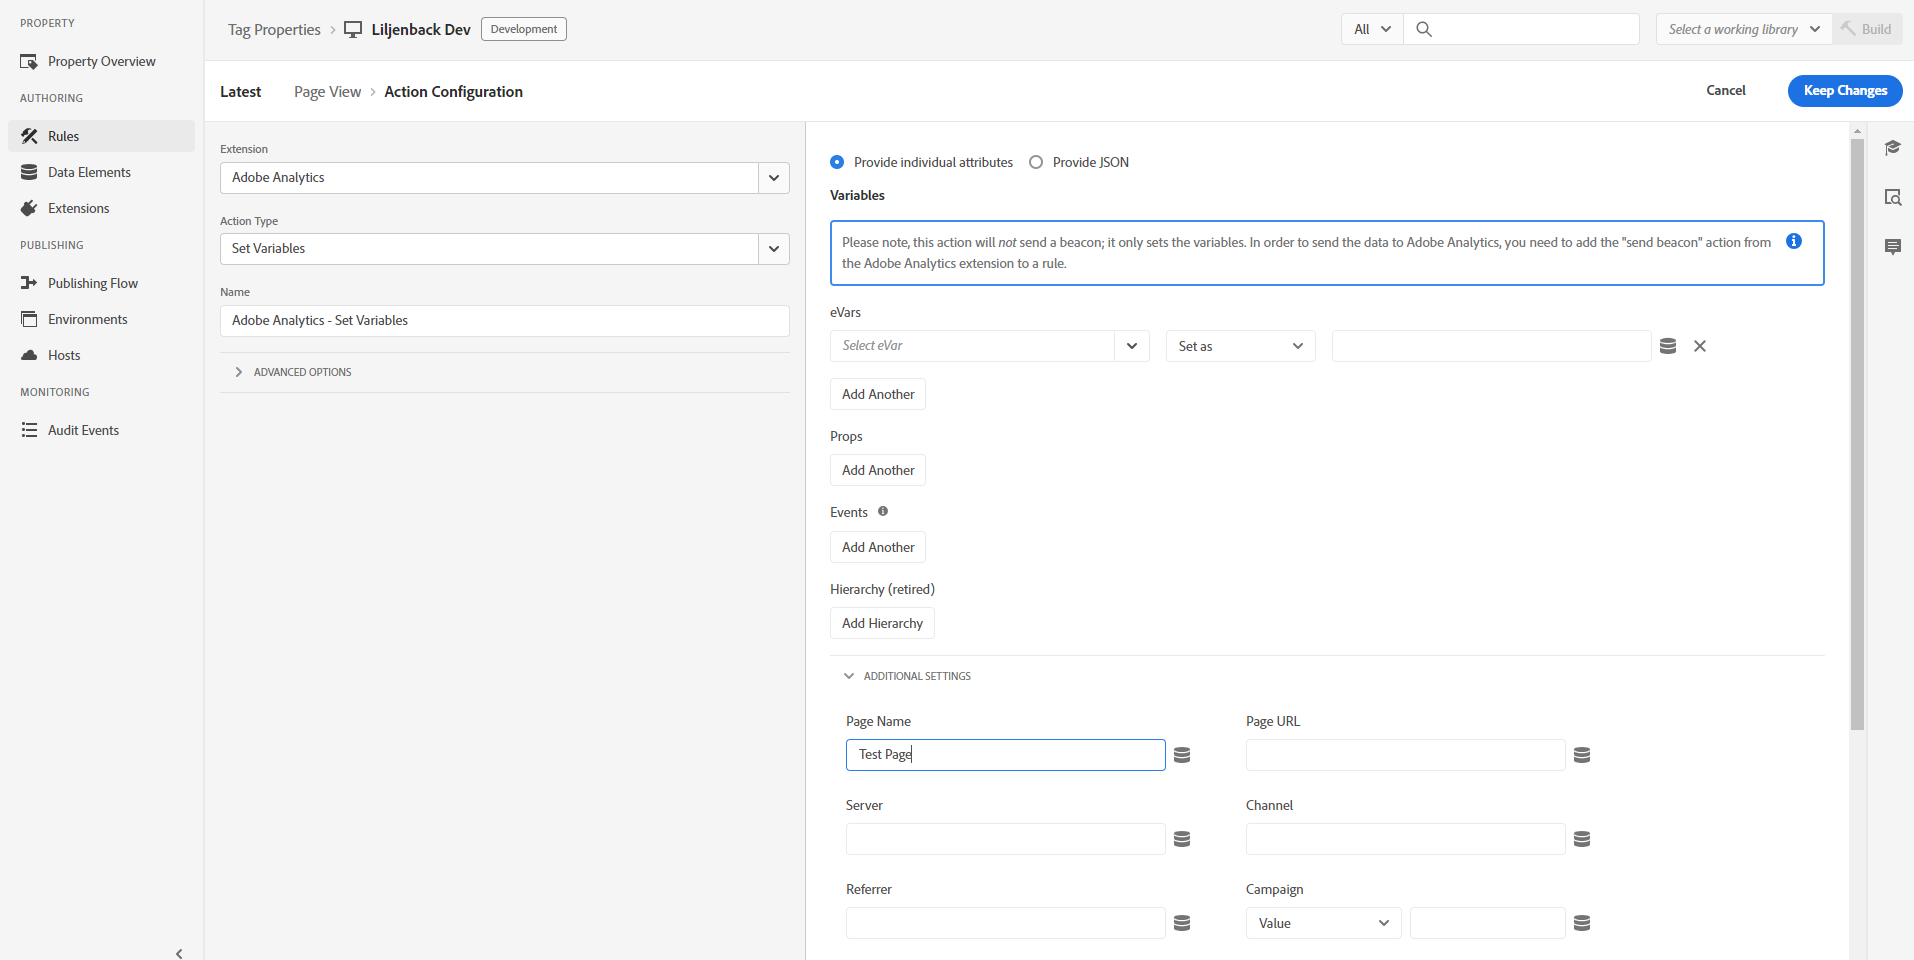 PROPERTY
Property Overview
AUTHORING
Rules
Data Elements
Extensions
PUBLISHING
Publishing Flow
Environments
Hosts
MONITORING
Audit Events
Tag Properties > Liljenback Dev Development
All
Select a working library
Build
Latest Page View > Action Configuration
Cancel
Keep Changes
Extension
Adobe Analytics
Action Type
Set Variables
Name
Adobe Analytics - Set Variables
ADVANCED OPTIONS
Provide individual attributes Provide JSON
Variables
Please note, this action will not send a beacon; it only sets the variables. In order to send the data to Adobe Analytics, you need to add the "send beacon" action from
the Adobe Analytics extension to a rule.
eVars
Select eVar Set as
Add Another
Props
Add Another
Events
Add Another
Hierarchy (retired)
Add Hierarchy
ADDITIONAL SETTINGS
Page Name Page URL
Test Page
Server Channel
Referrer Campaign
Value